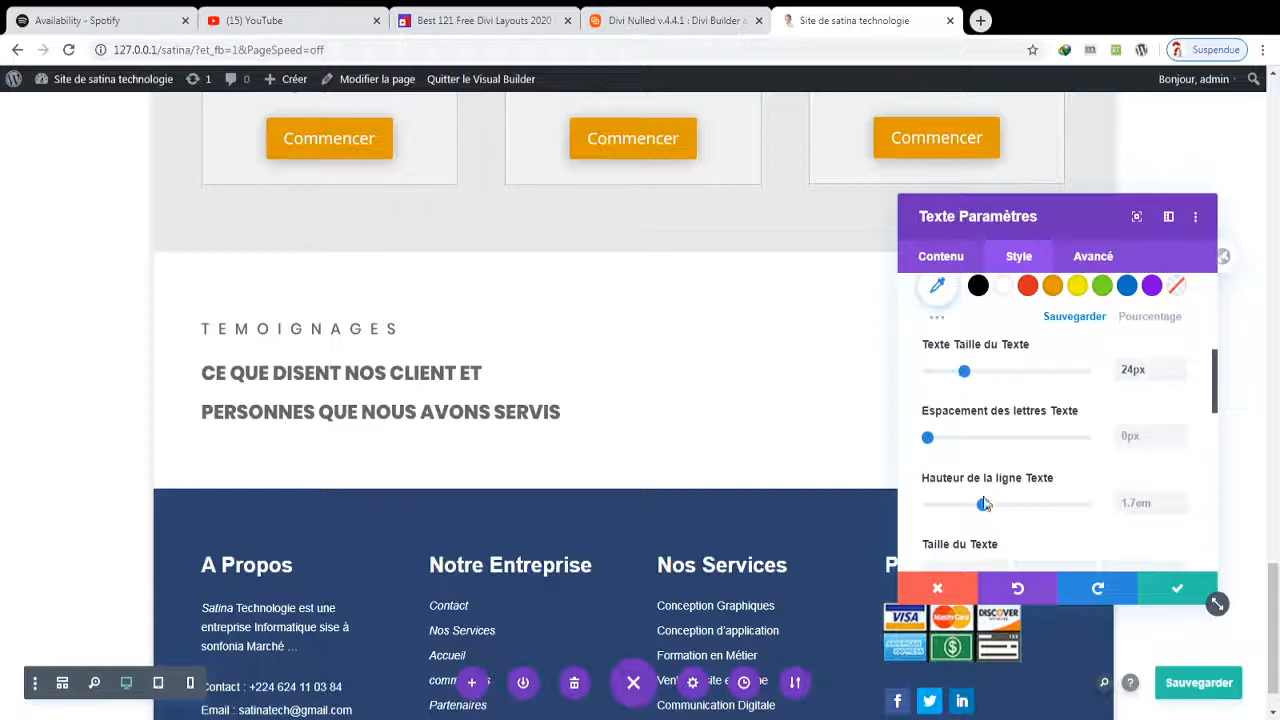 Availability - Spotify
(15) YouTube
Best 121 Free Divi Layouts 2020
Divi Nulled v.4.4.1 : Divi Builder
Site de satina technologie
127.0.0.1/satina/?et_fb=1&PageSpeed=off
Suspendue
Site de satina technologie
1
0
Créer
Modifier la page
Quitter le Visual Builder
Bonjour, admin
Commencer
Commencer
Commencer
Texte Paramètres
Contenu
Style
Avancé
Sauvegarder
Pourcentage
Texte Taille du Texte
24px
Espacement des lettres Texte
0px
Hauteur de la ligne Texte
1.7em
Taille du Texte
TEMOIGNAGES
CE QUE DISENT NOS CLIENT ET
PERSONNES QUE NOUS AVONS SERVIS
A Propos
Satina Technologie est une
entreprise Informatique sise à
sonfonia Marché ...
Contact : +224 624 11 03 84
Email : satinatech@gmail.com
Notre Entreprise
Contact
Nos Services
Accueil
Partenaires
Nos Services
Conception Graphiques
Conception d'application
Formation en Métier
Communication Digitale
VISA
MasterCard
DISCOVER
Sauvegarder